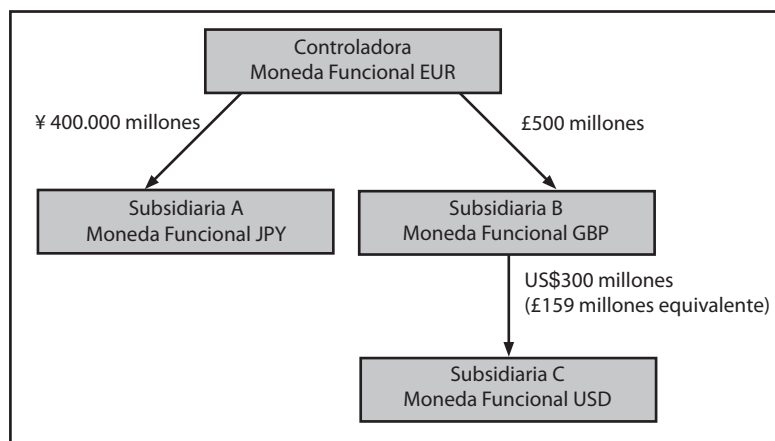 Controladora
Moneda Funcional EUR
¥ 400.000 millones
£500 millones
Subsidiaria A
Moneda Funcional JPY
Subsidiaria B
Moneda Funcional GBP
US$300 millones
(£159 millones equivalente)
Subsidiaria C
Moneda Funcional USD